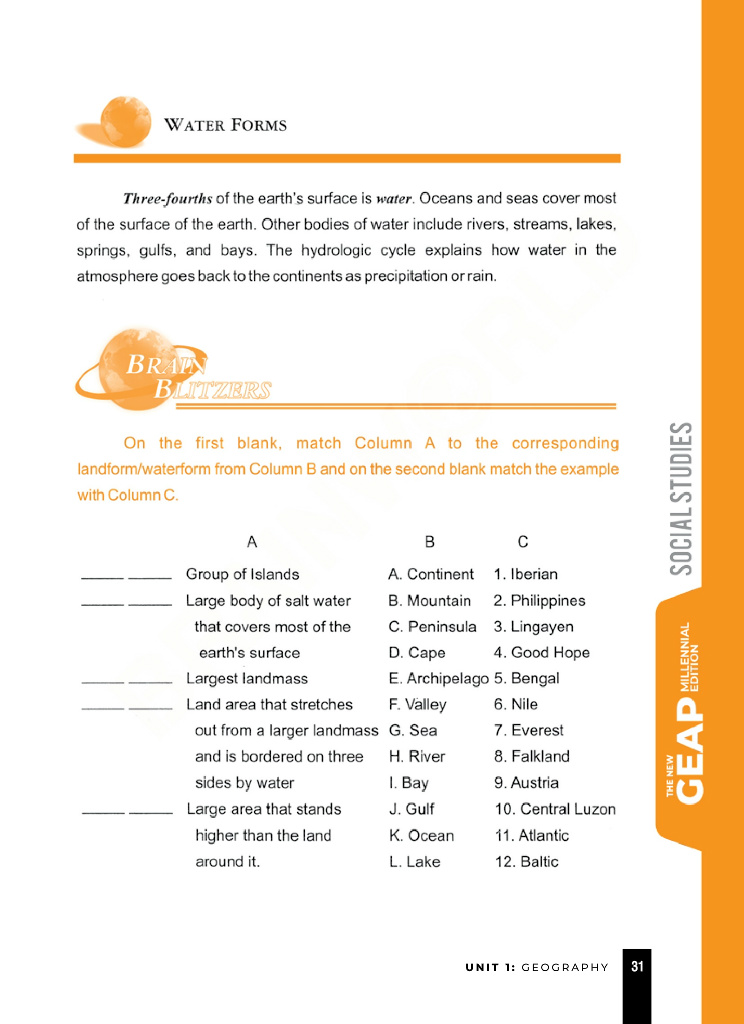 WATER FORMS
Three-fourths of the earth's surface is water. Oceans and seas cover most
of the surface of the earth. Other bodies of water include rivers, streams, lakes,
springs, gulfs, and bays. The hydrologic cycle explains how water in the
atmosphere goes back to the continents as precipitation or rain.
BRAIN
BLITZERS
On the first blank, match Column A to the corresponding
landform/waterform from Column B and on the second blank match the example
with Column C.
A B C
_____ _____ Group of Islands A. Continent 1. Iberian
_____ _____ Large body of salt water B. Mountain 2. Philippines
that covers most of the C. Peninsula 3. Lingayen
earth's surface D. Cape 4. Good Hope
_____ _____ Largest landmass E. Archipelago 5. Bengal
_____ _____ Land area that stretches F. Valley 6. Nile
out from a larger landmass G. Sea 7. Everest
and is bordered on three H. River 8. Falkland
sides by water I. Bay 9. Austria
_____ _____ Large area that stands J. Gulf 10. Central Luzon
higher than the land K. Ocean 11. Atlantic
around it. L. Lake 12. Baltic
SOCIAL STUDIES
THE NEW
GEAP
MILLENNIAL
EDITION
UNIT 1: GEOGRAPHY 31